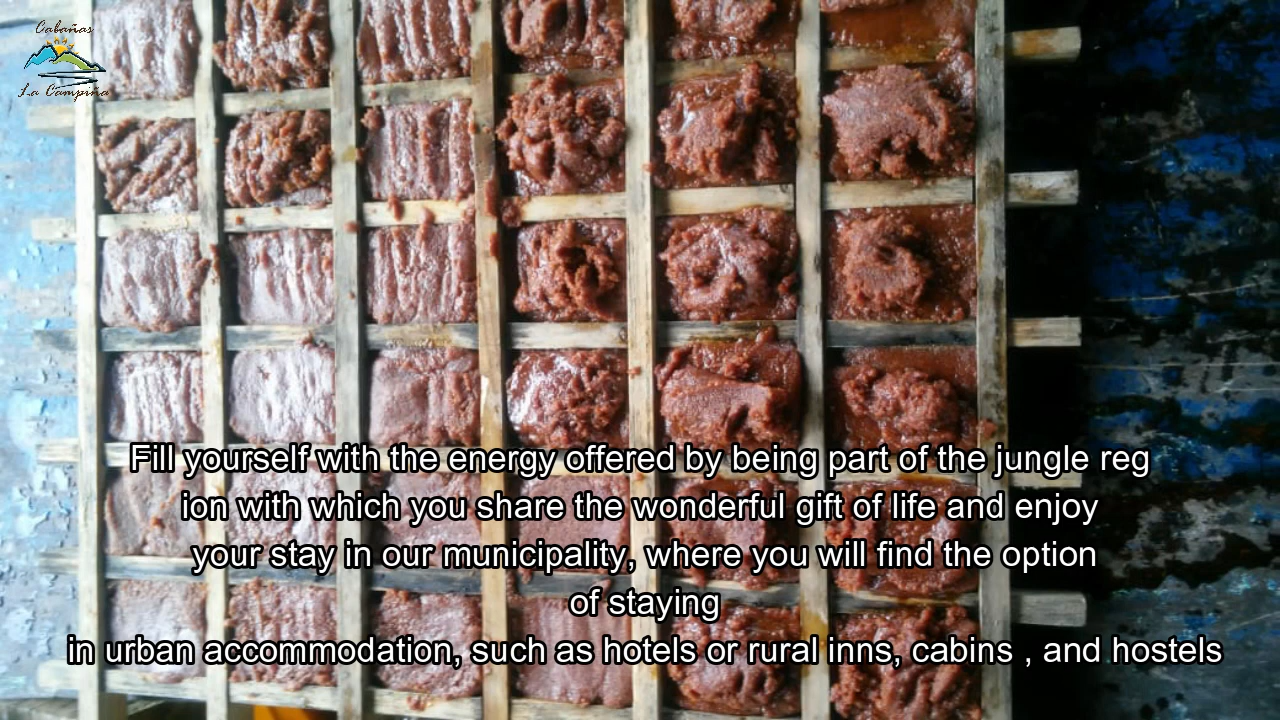 Cabañas
La Campiña
Fill yourself with the energy offered by being part of the jungle reg
ion with which you share the wonderful gift of life and enjoy
your stay in our municipality, where you will find the option
of staying
in urban accommodation, such as hotels or rural inns, cabins , and hostels